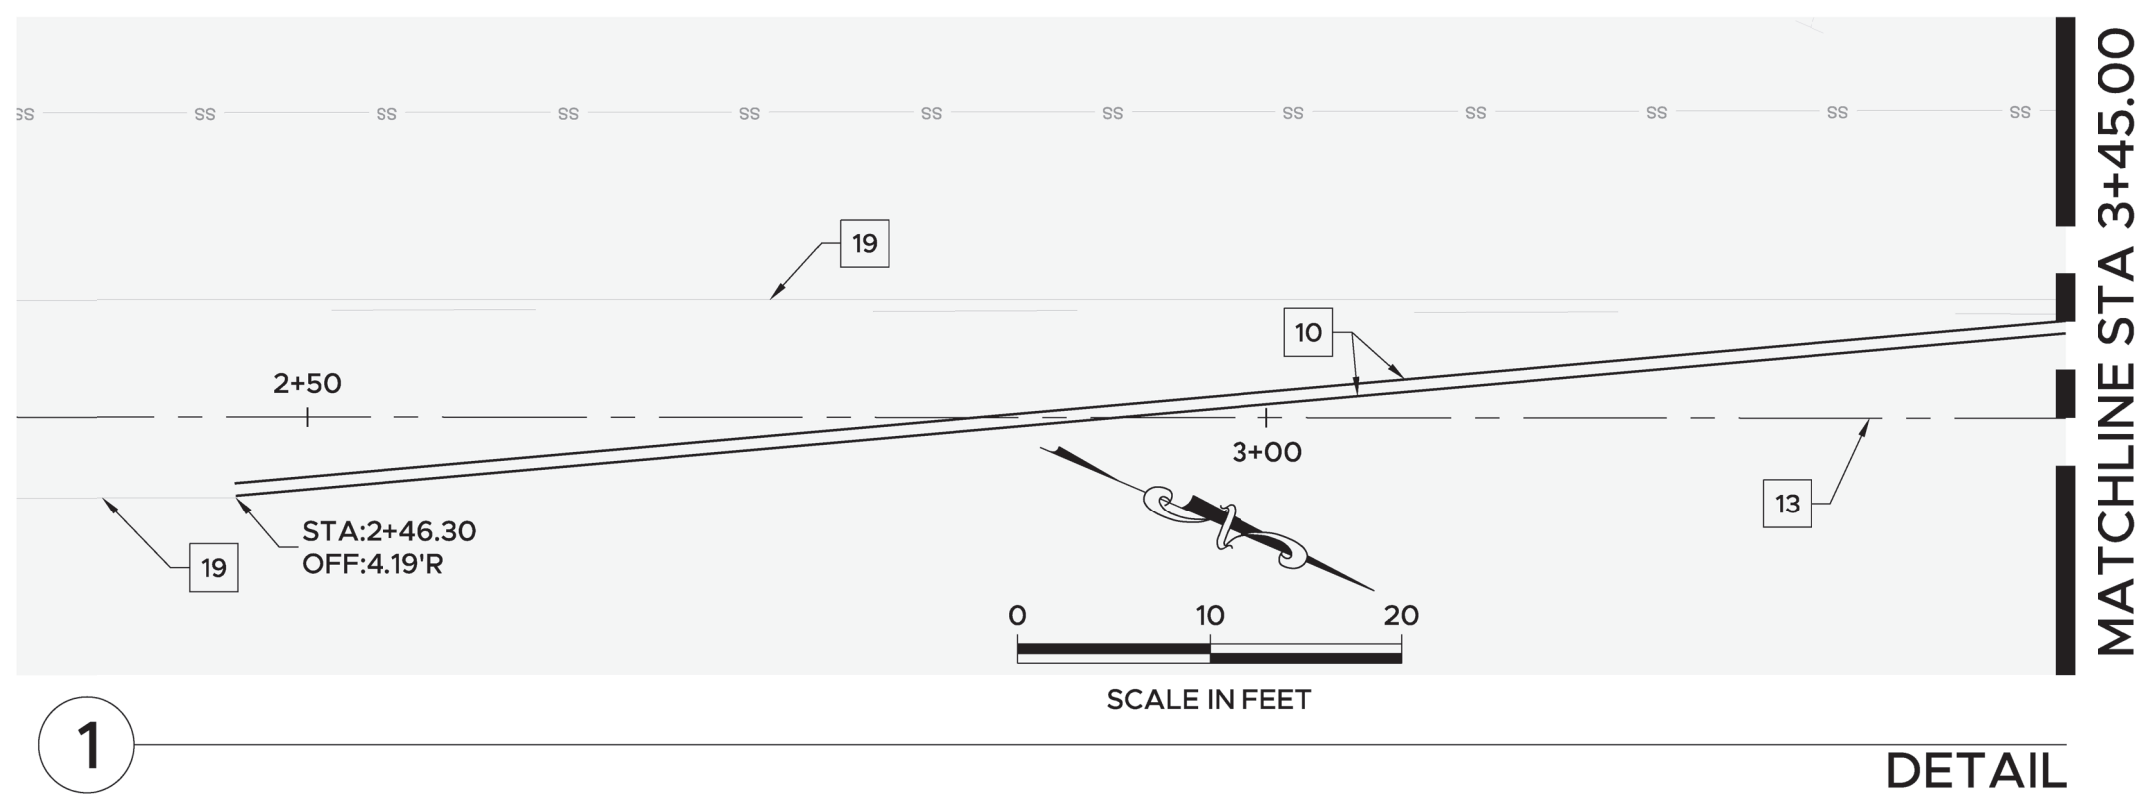 SS SS SS SS SS SS SS SS SS SS SS SS
19
10
2+50
3+00
13
STA:2+46.30
OFF:4.19'R
19
0 10 20
SCALE IN FEET
1
DETAIL
MATCHLINE STA 3+45.00